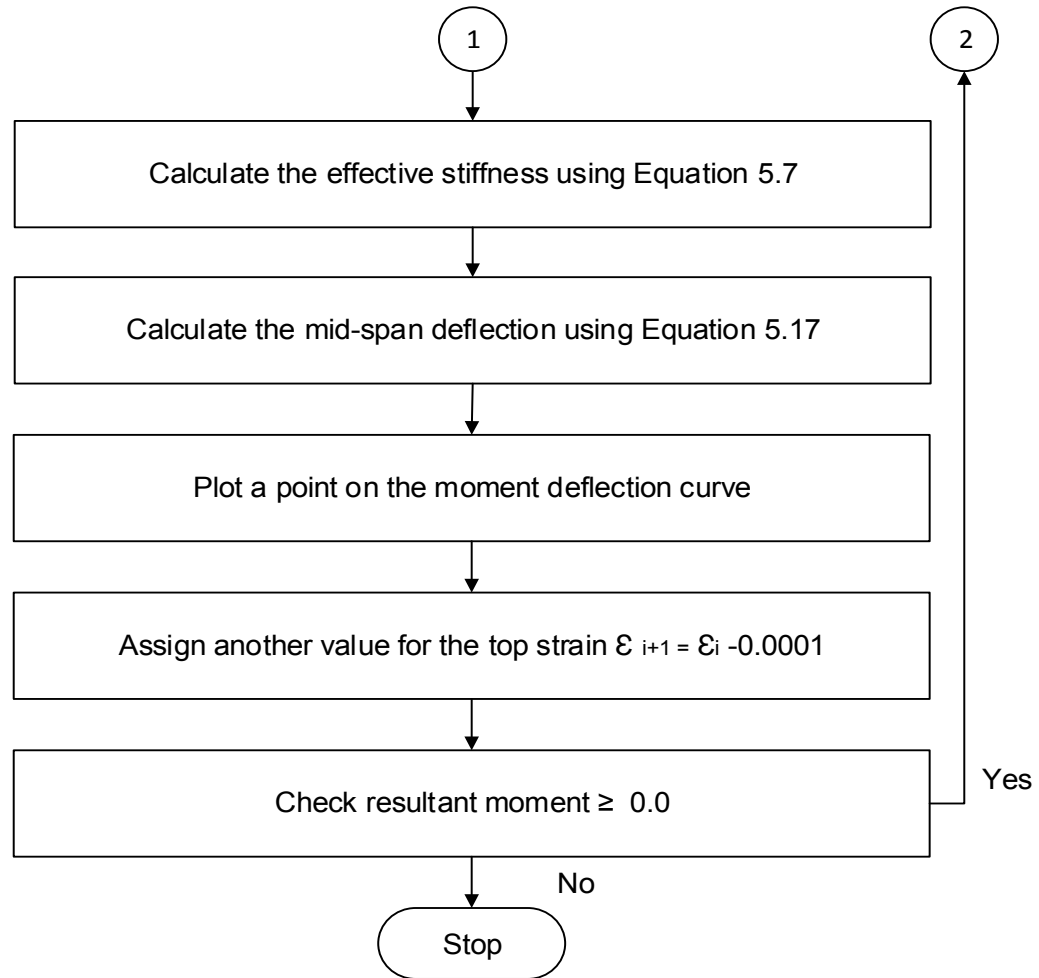 1
2
Calculate the effective stiffness using Equation 5.7
Calculate the mid-span deflection using Equation 5.17
Plot a point on the moment deflection curve
Assign another value for the top strain Ɛ i+1 = Ɛi -0.0001
Check resultant moment ≥ 0.0
Yes
No
Stop